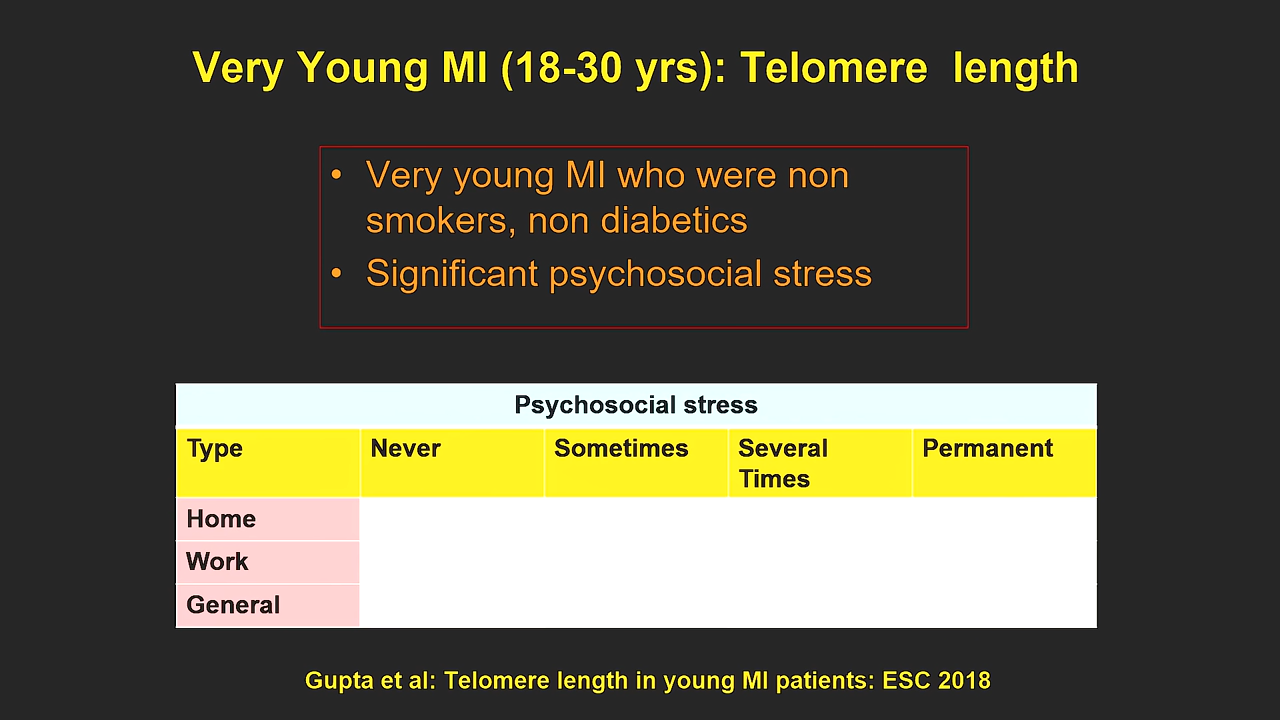 Very Young MI (18-30 yrs): Telomere length
• Very young MI who were non
smokers, non diabetics
• Significant psychosocial stress
Psychosocial stress
Type Never Sometimes Several Times Permanent
Home
Work
General
Gupta et al: Telomere length in young MI patients: ESC 2018